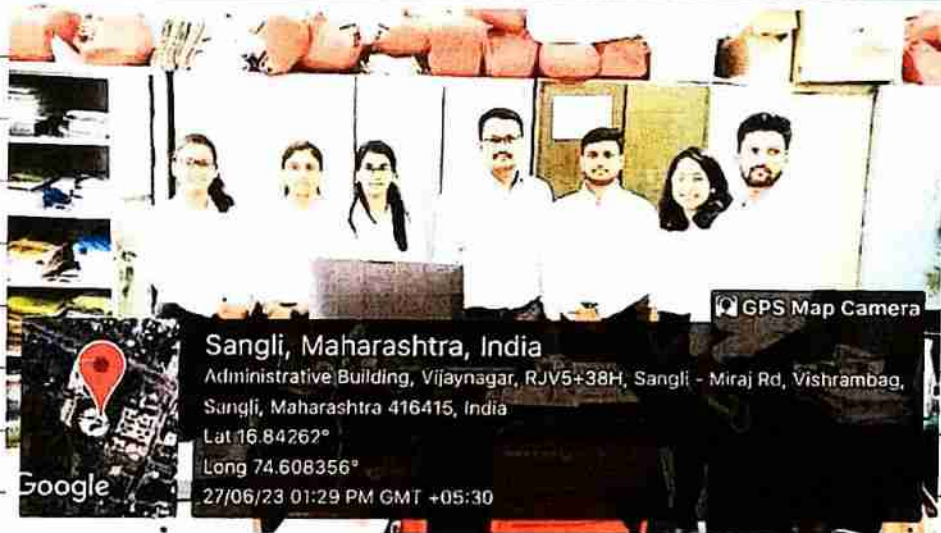 GPS Map Camera
Sangli, Maharashtra, India
Administrative Building, Vijaynagar, RJV5+38H, Sangli - Miraj Rd, Vishrambag,
Sangli, Maharashtra 416415, India
Lat 16.84262°
Long 74.608356°
27/06/23 01:29 PM GMT +05:30
Google